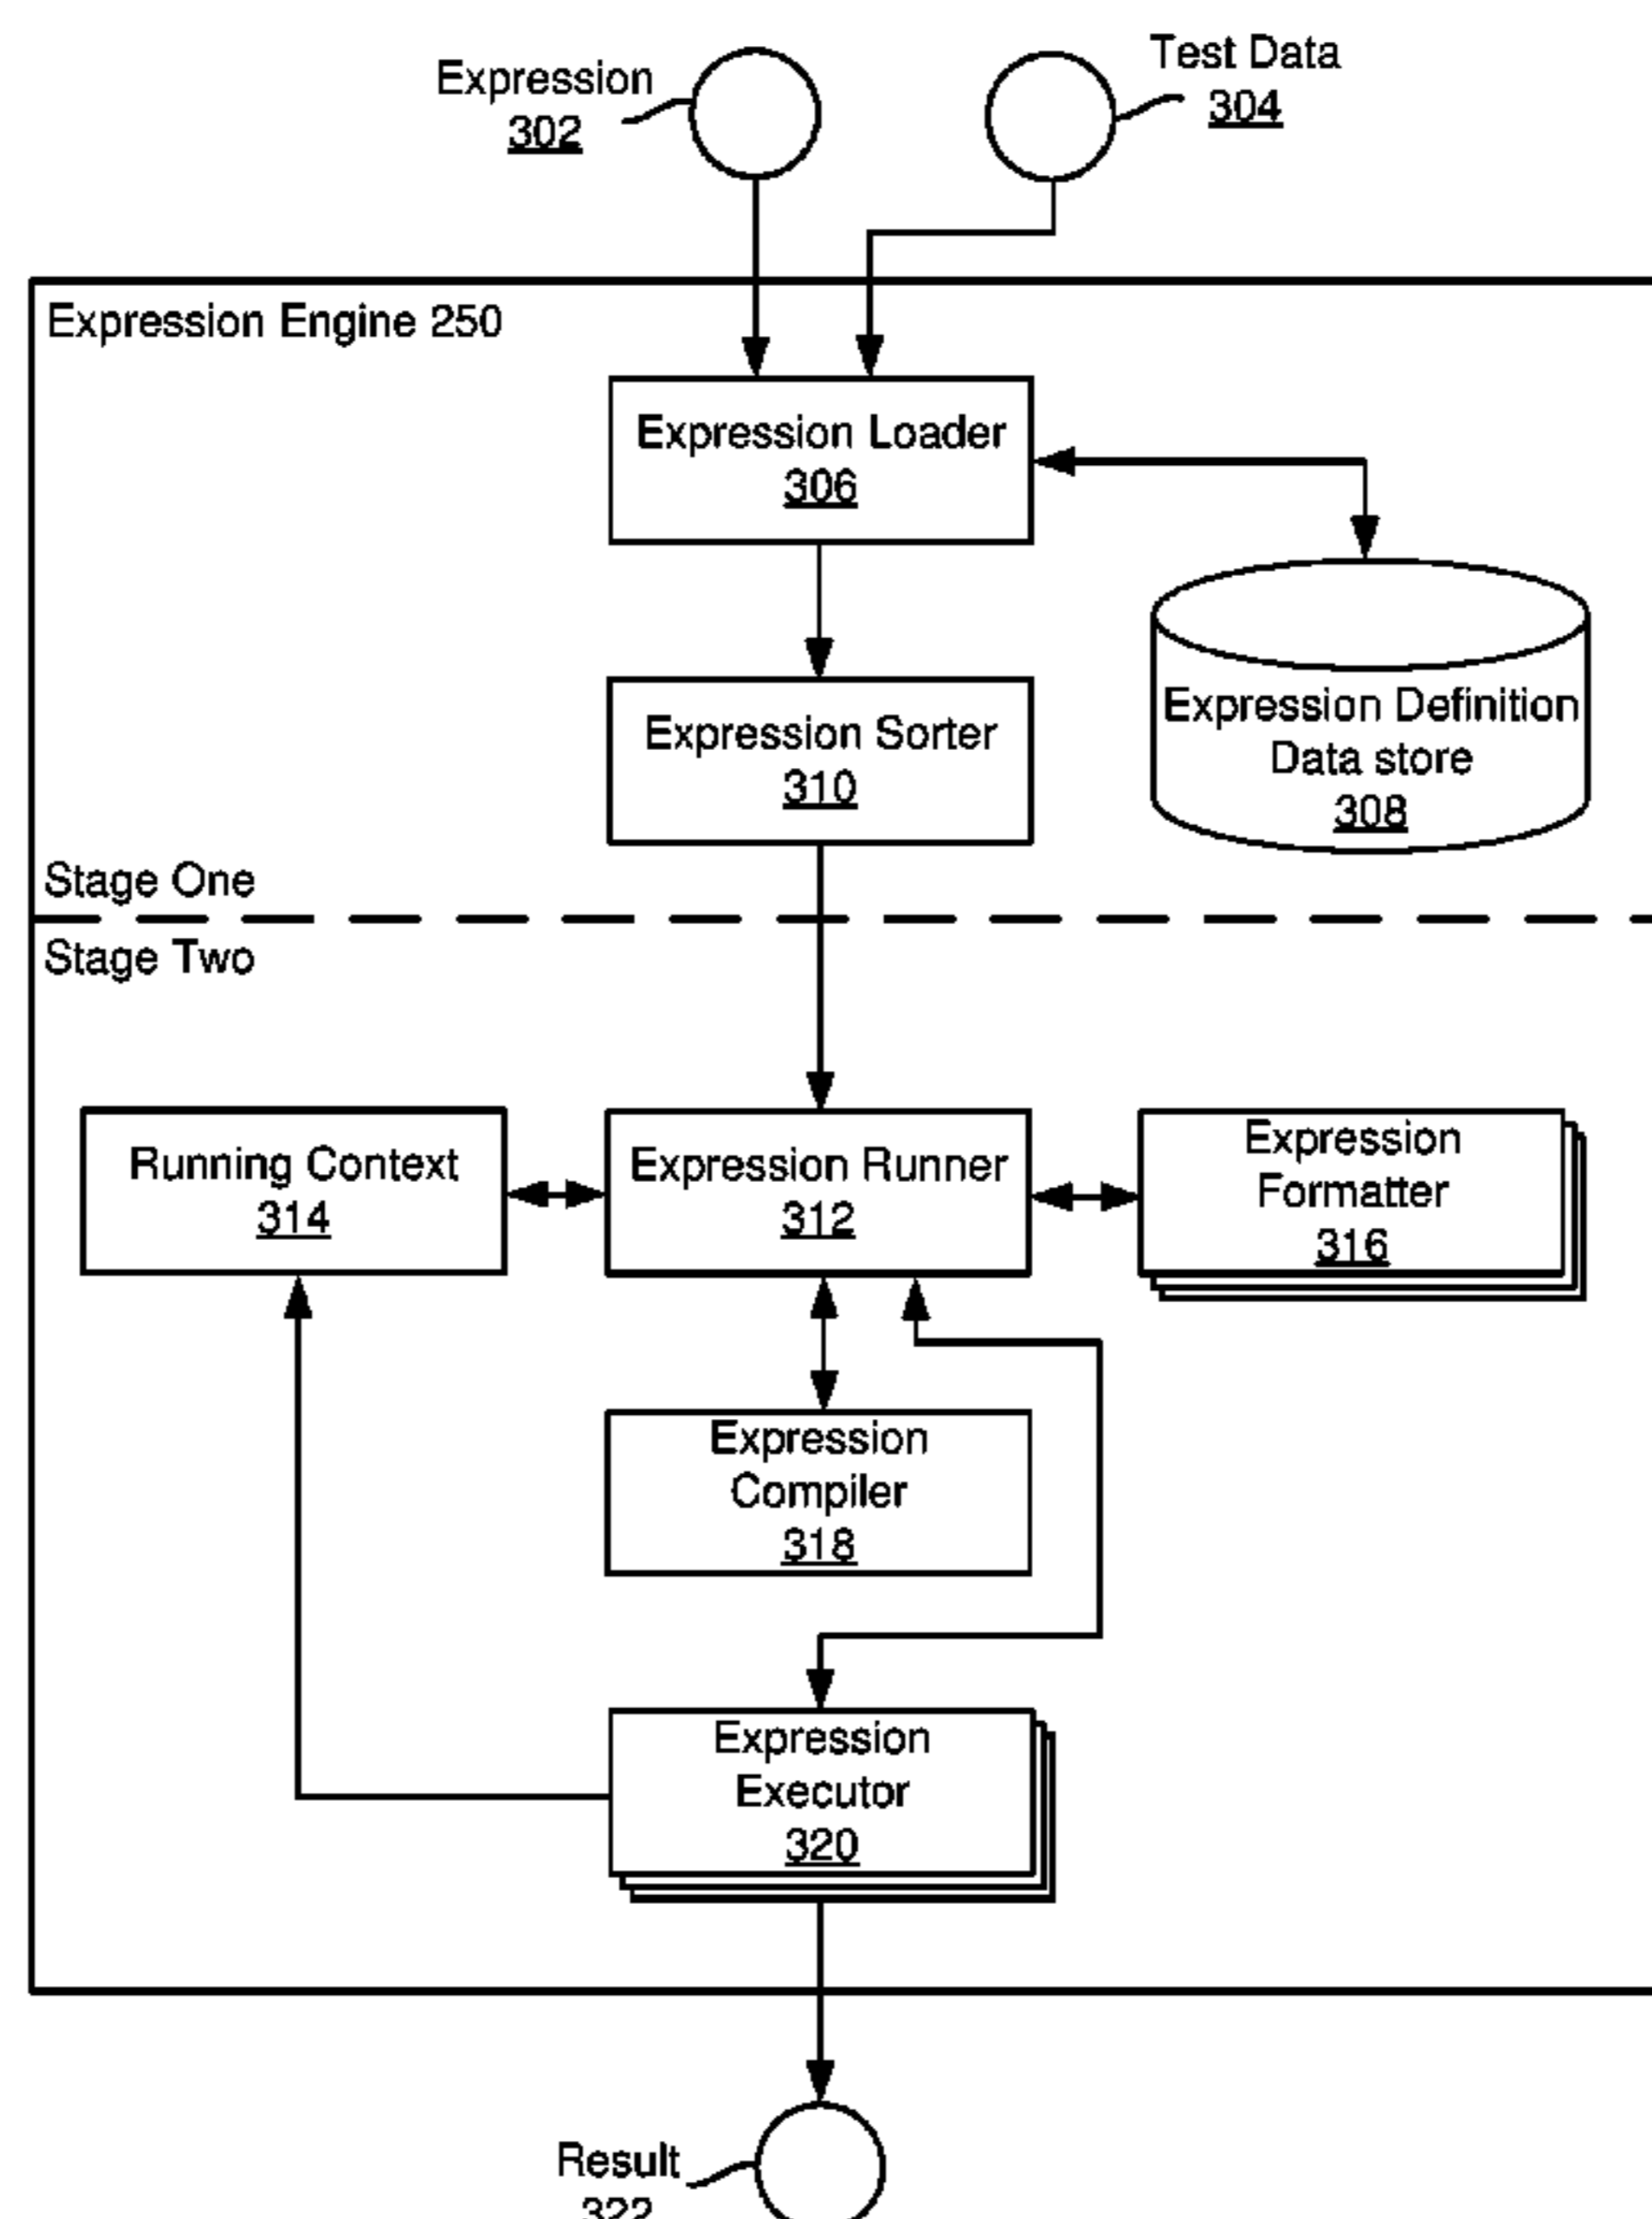 Expression
302
Test Data
304
Expression Engine 250
Expression Loader
306
Expression Definition
Data store
308
Expression Sorter
310
Stage One
Stage Two
Running Context
314
Expression Runner
312
Expression
Formatter
316
Expression
Compiler
318
Expression
Executor
320
Result
322